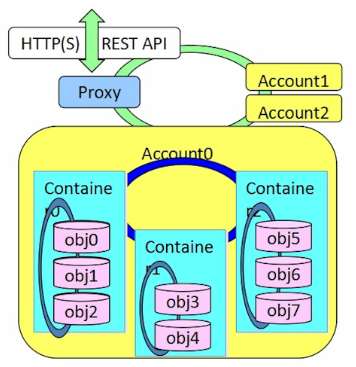 HTTP(S) REST API
Proxy
Account1
Account2
Account0
Containe
r0
obj0
obj1
obj2
Containe
r1
obj3
obj4
Containe
r2
obj5
obj6
obj7